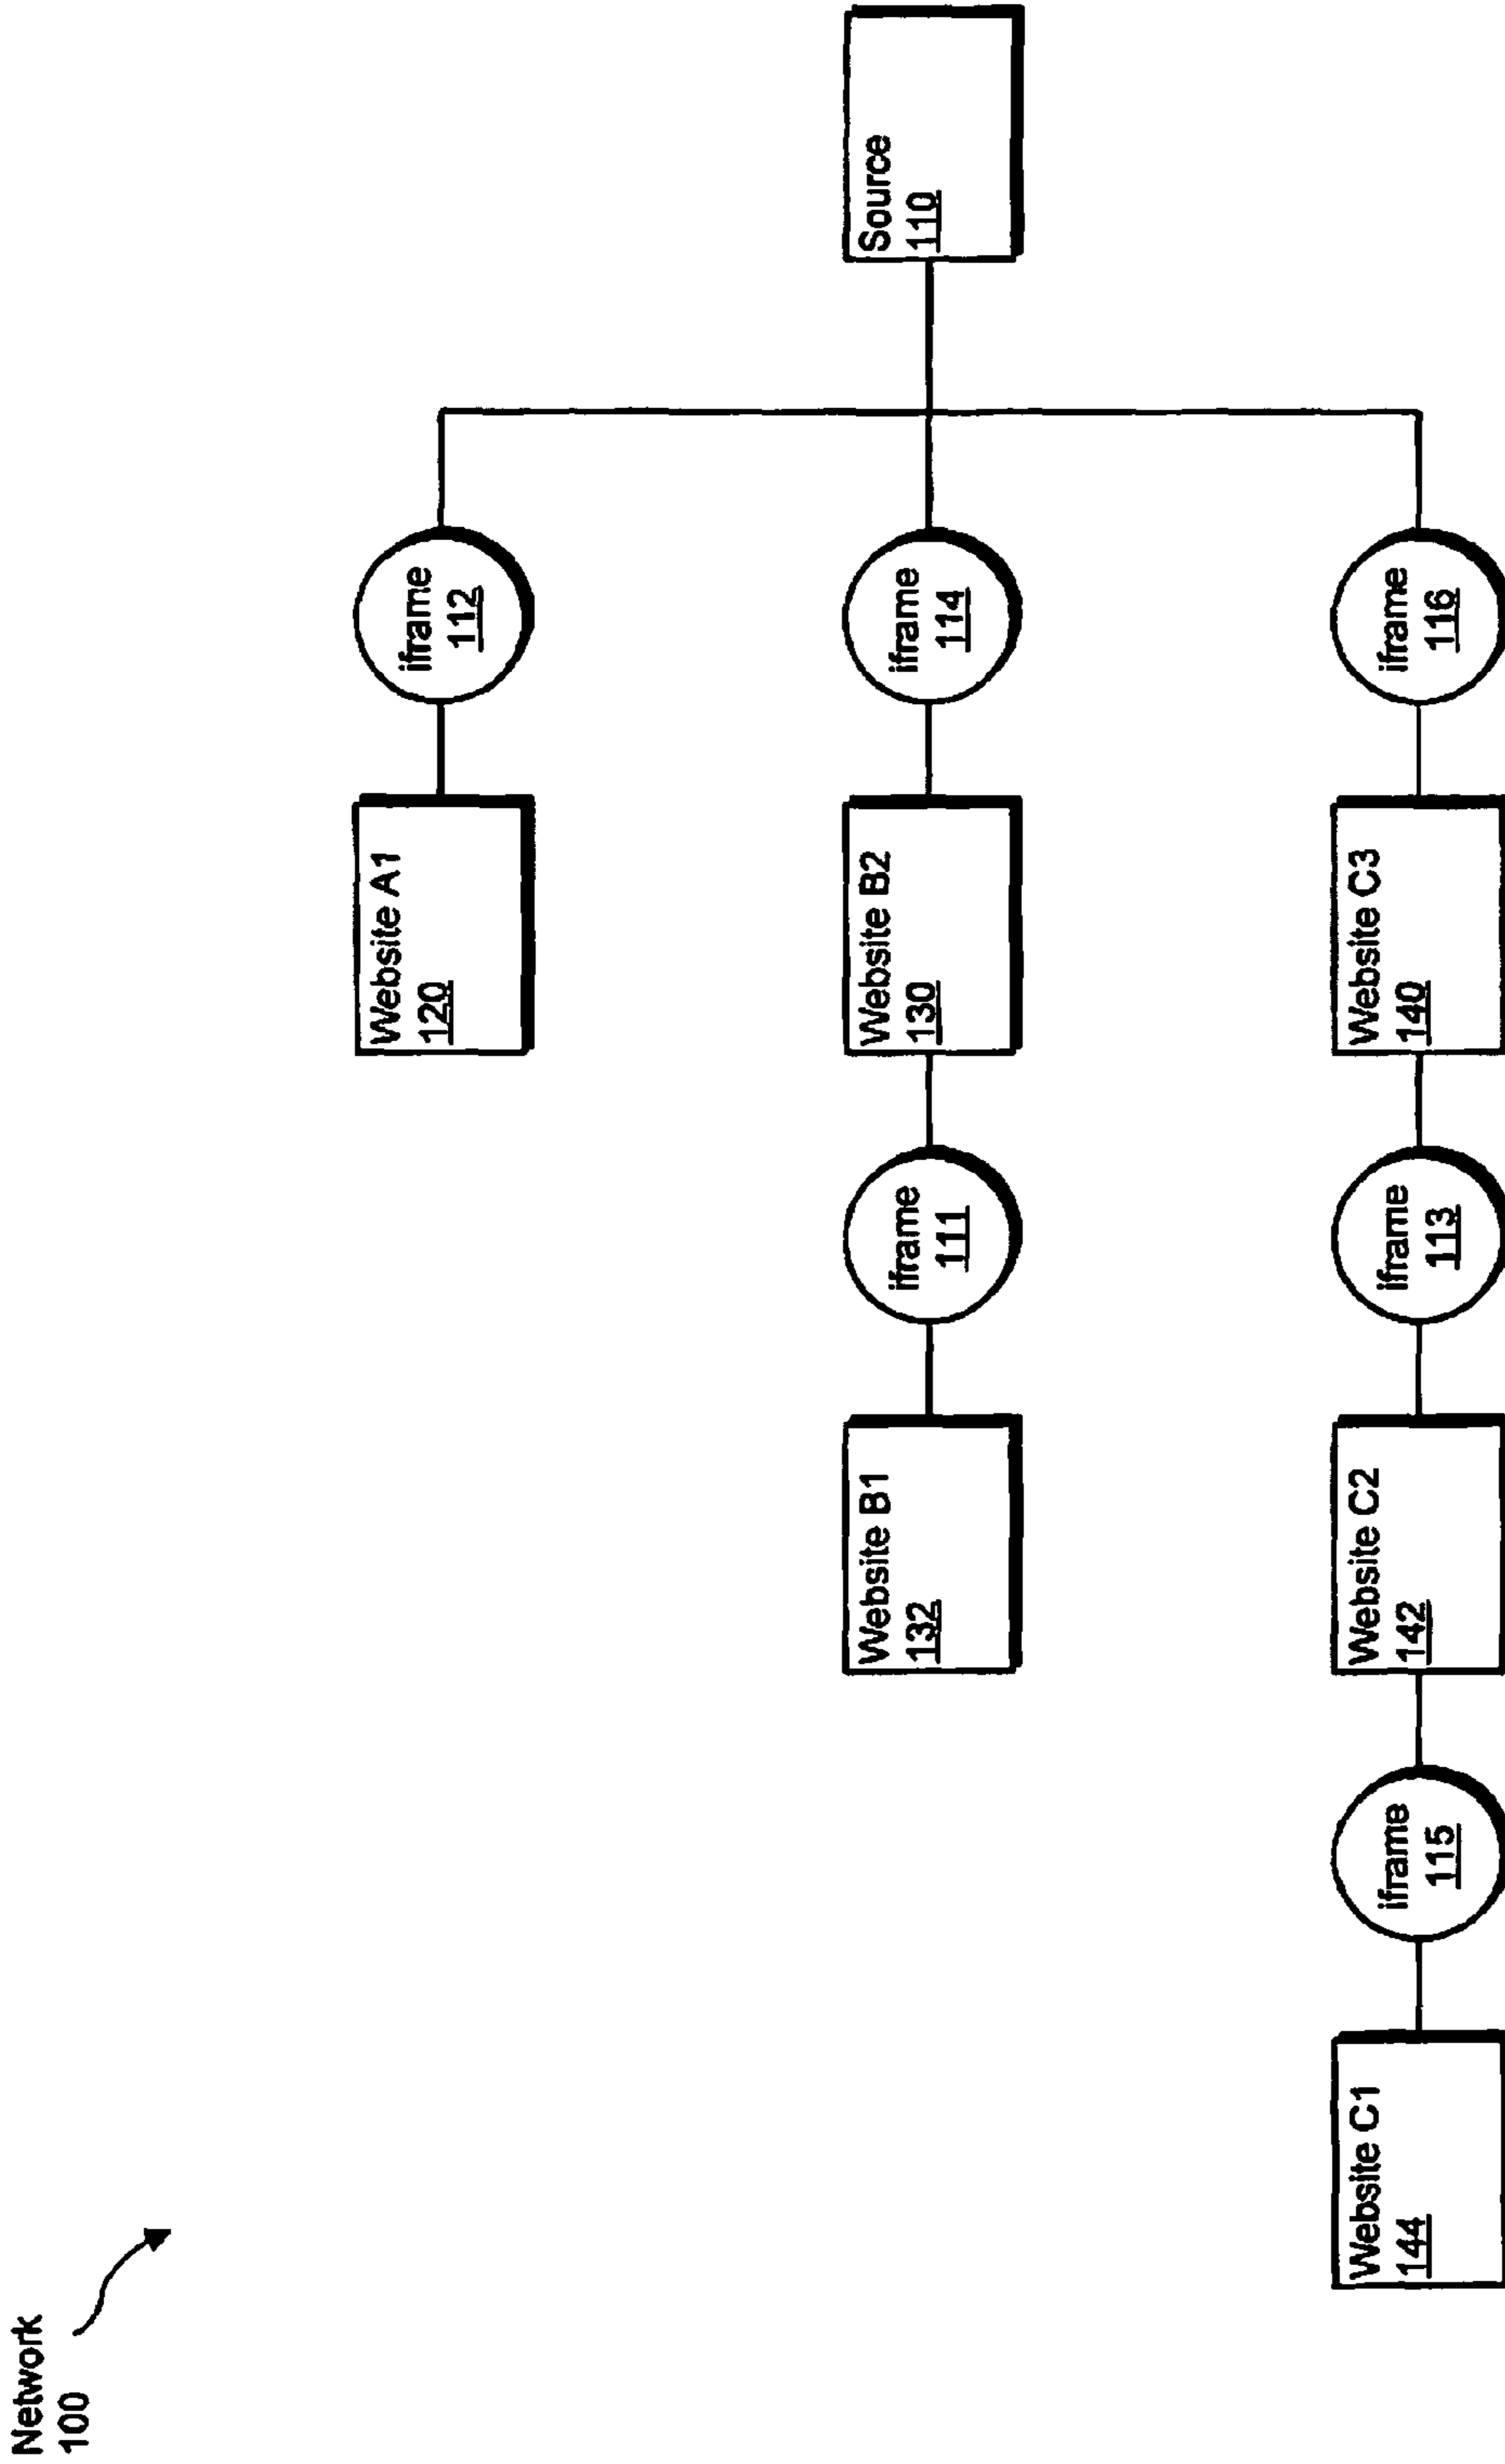 Network
100
Website A1
120
iframe
112
Website B1
132
iframe
111
Website B2
130
iframe
114
Source
110
Website C1
144
iframe
115
Website C2
142
iframe
113
Website C3
140
iframe
116